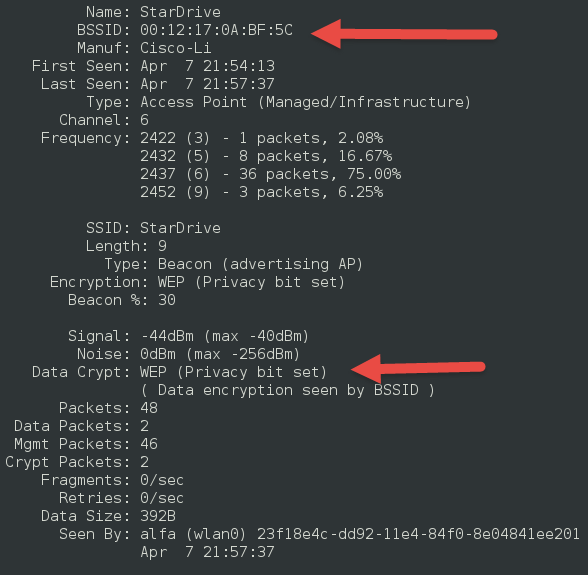 Name: StarDrive
BSSID: 00:12:17:0A:BF:5C
Manuf: Cisco-Li
First Seen: Apr  7 21:54:13
Last Seen: Apr  7 21:57:37
Type: Access Point (Managed/Infrastructure)
Channel: 6
Frequency: 2422 (3) - 1 packets, 2.08%
2432 (5) - 8 packets, 16.67%
2437 (6) - 36 packets, 75.00%
2452 (9) - 3 packets, 6.25%
SSID: StarDrive
Length: 9
Type: Beacon (advertising AP)
Encryption: WEP (Privacy bit set)
Beacon %: 30
Signal: -44dBm (max -40dBm)
Noise: 0dBm (max -256dBm)
Data Crypt: WEP (Privacy bit set)
( Data encryption seen by BSSID )
Packets: 48
Data Packets: 2
Mgmt Packets: 46
Crypt Packets: 2
Fragments: 0/sec
Retries: 0/sec
Data Size: 392B
Seen By: alfa (wlan0) 23f18e4c-dd92-11e4-84f0-8e04841ee201
Apr  7 21:57:37